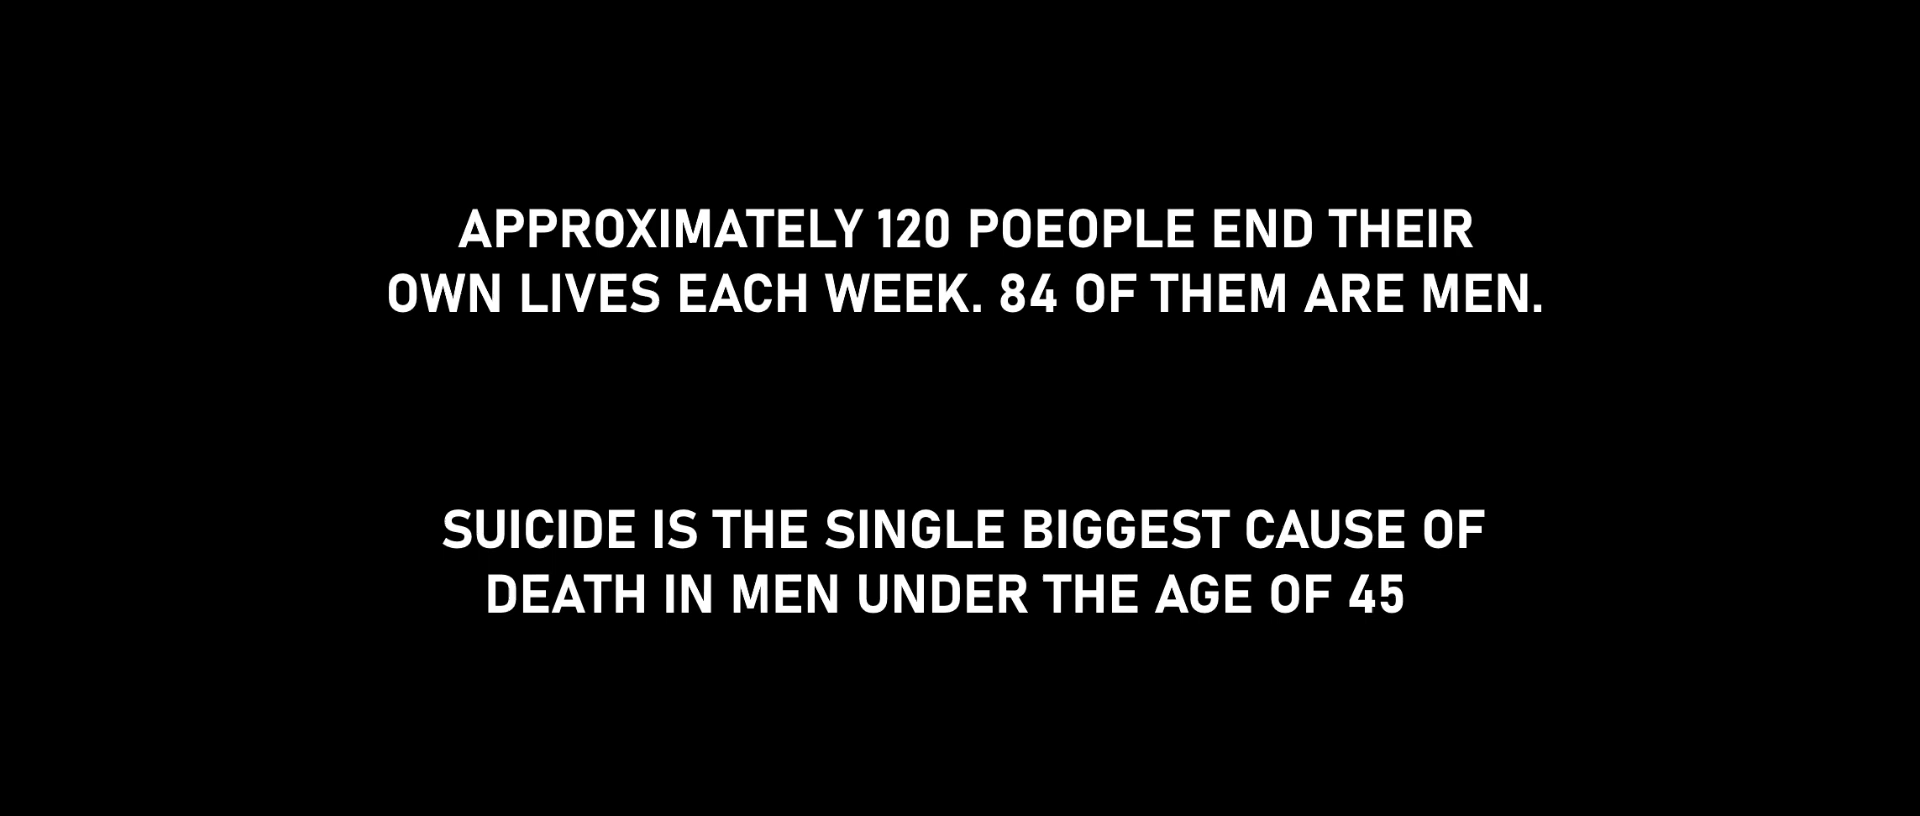 APPROXIMATELY 120 POEOPLE END THEIR
OWN LIVES EACH WEEK. 84 OF THEM ARE MEN.
SUICIDE IS THE SINGLE BIGGEST CAUSE OF
DEATH IN MEN UNDER THE AGE OF 45